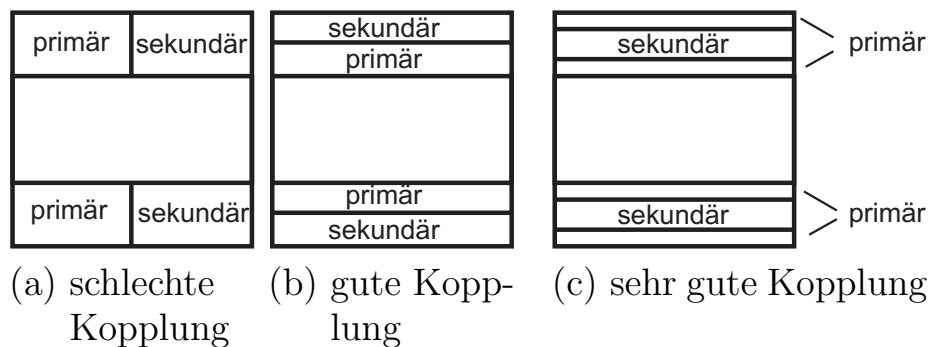 primär sekundär
primär sekundär
(a) schlechte
Kopplung
sekundär
primär
primär
sekundär
(b) gute Kopp-
lung
sekundär primär
sekundär primär
(c) sehr gute Kopplung